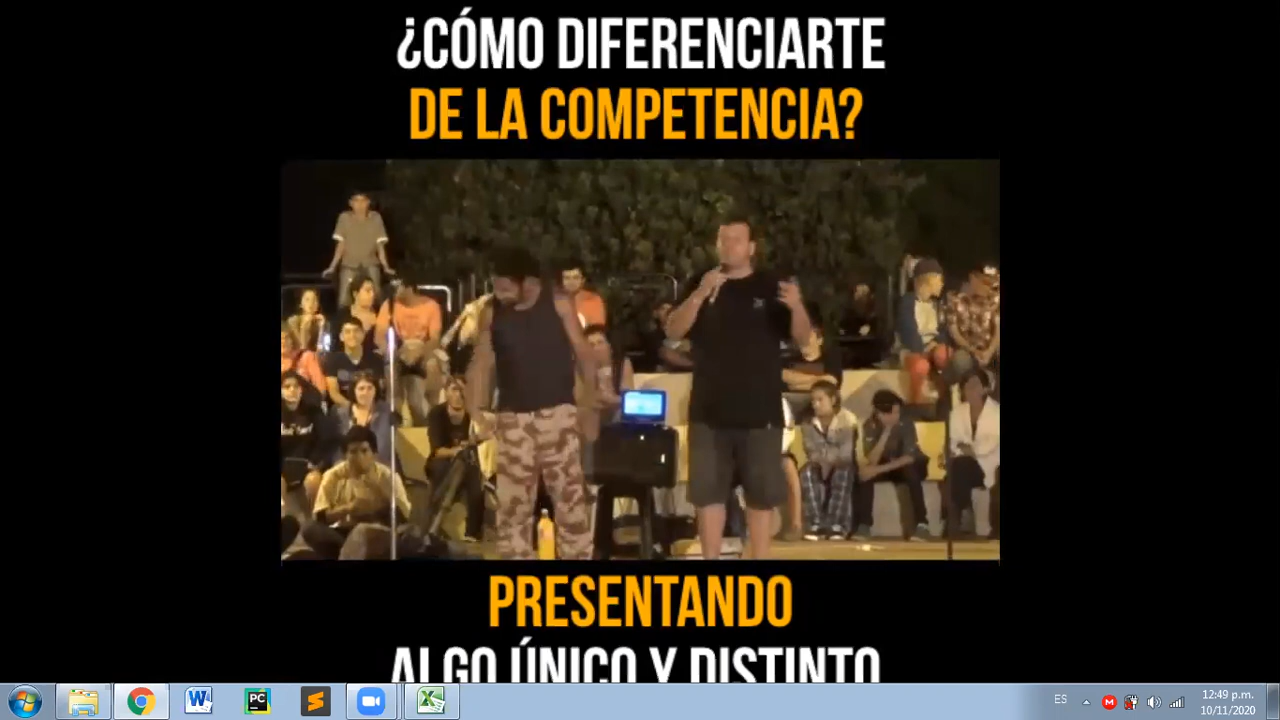 ¿CÓMO DIFERENCIARTE
DE LA COMPETENCIA?
PRESENTANDO
ALGO ÚNICO Y DISTINTO
ES
12:49 p.m.
10/11/2020